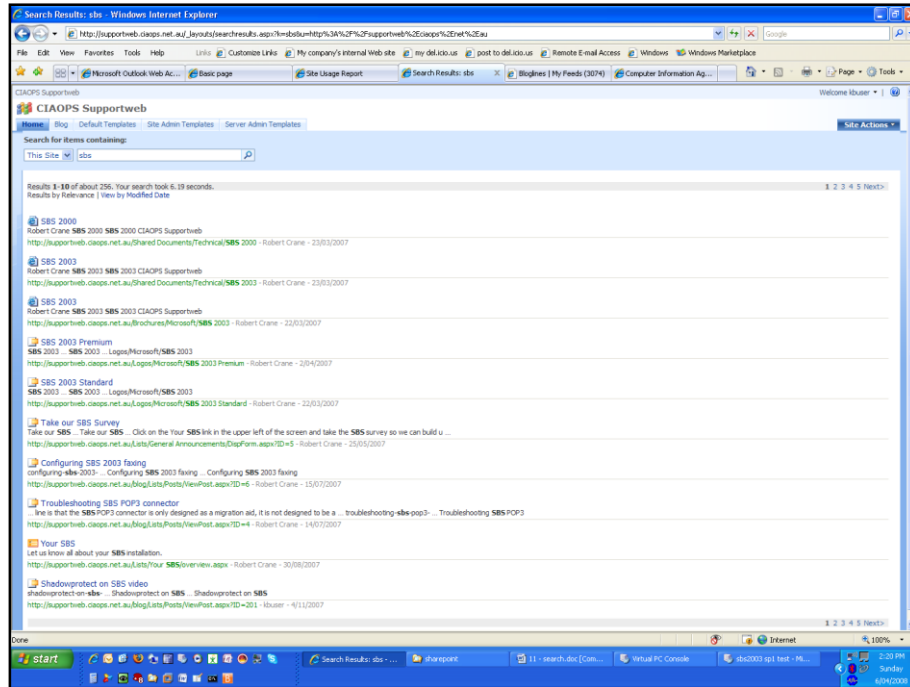 Search Results: sbs - Windows Internet Explorer
http://supportweb.ciaops.net.au/_layouts/searchresults.aspx?k=sbs&u=http%3A%2F%2Fsupportweb%2Eciaops%2Enet%2Eau
Google
File Edit View Favorites Tools Help Links Customize Links My company's internal Web site my del.icio.us post to del.icio.us Remote E-mail Access Windows Windows Marketplace
Microsoft Outlook Web Ac... Basic page Site Usage Report Search Results: sbs Bloglines | My Feeds (3074) Computer Information Ag... Page Tools
CIAOPS Supportweb Welcome kbuser
CIAOPS Supportweb
Home Blog Default Templates Site Admin Templates Server Admin Templates Site Actions
Search for items containing:
This Site sbs
Results 1-10 of about 256. Your search took 6.19 seconds. 1 2 3 4 5 Next>
Results by Relevance | View by Modified Date
SBS 2000
Robert Crane SBS 2000 SBS 2000 CIAOPS Supportweb
http://supportweb.ciaops.net.au/Shared Documents/Technical/SBS 2000 - Robert Crane - 23/03/2007
SBS 2003
Robert Crane SBS 2003 SBS 2003 CIAOPS Supportweb
http://supportweb.ciaops.net.au/Shared Documents/Technical/SBS 2003 - Robert Crane - 23/03/2007
SBS 2003
Robert Crane SBS 2003 SBS 2003 CIAOPS Supportweb
http://supportweb.ciaops.net.au/Brochures/Microsoft/SBS 2003 - Robert Crane - 22/03/2007
SBS 2003 Premium
SBS 2003 ... SBS 2003 ... Logos/Microsoft/SBS 2003
http://supportweb.ciaops.net.au/Logos/Microsoft/SBS 2003 Premium - Robert Crane - 2/04/2007
SBS 2003 Standard
SBS 2003 ... SBS 2003 ... Logos/Microsoft/SBS 2003
http://supportweb.ciaops.net.au/Logos/Microsoft/SBS 2003 Standard - Robert Crane - 22/03/2007
Take our SBS Survey
Take our SBS ... Take our SBS ... Click on the Your SBS link in the upper left of the screen and take the SBS survey so we can build u ...
http://supportweb.ciaops.net.au/Lists/General Announcements/DispForm.aspx?ID=5 - Robert Crane - 25/05/2007
Configuring SBS 2003 faxing
configuring-sbs-2003- ... Configuring SBS 2003 faxing ... Configuring SBS 2003 faxing
http://supportweb.ciaops.net.au/blog/Lists/Posts/ViewPost.aspx?ID=6 - Robert Crane - 15/07/2007
Troubleshooting SBS POP3 connector
... line is that the SBS POP3 connector is only designed as a migration aid, it is not designed to be a ... troubleshooting-sbs-pop3- ... Troubleshooting SBS POP3
http://supportweb.ciaops.net.au/blog/Lists/Posts/ViewPost.aspx?ID=4 - Robert Crane - 14/07/2007
Your SBS
Let us know all about your SBS installation.
http://supportweb.ciaops.net.au/Lists/Your SBS/overview.aspx - Robert Crane - 30/08/2007
Shadowprotect on SBS video
shadowprotect-on-sbs- ... Shadowprotect on SBS ... Shadowprotect on SBS
http://supportweb.ciaops.net.au/blog/Lists/Posts/ViewPost.aspx?ID=201 - kbuser - 4/11/2007
1 2 3 4 5 Next>
Done Internet 100%
start Search Results: sbs - ... sharepoint 11 - search.doc [Com... Virtual PC Console sbs2003 sp1 test - Mi... 2:20 PM
Sunday
6/04/2008